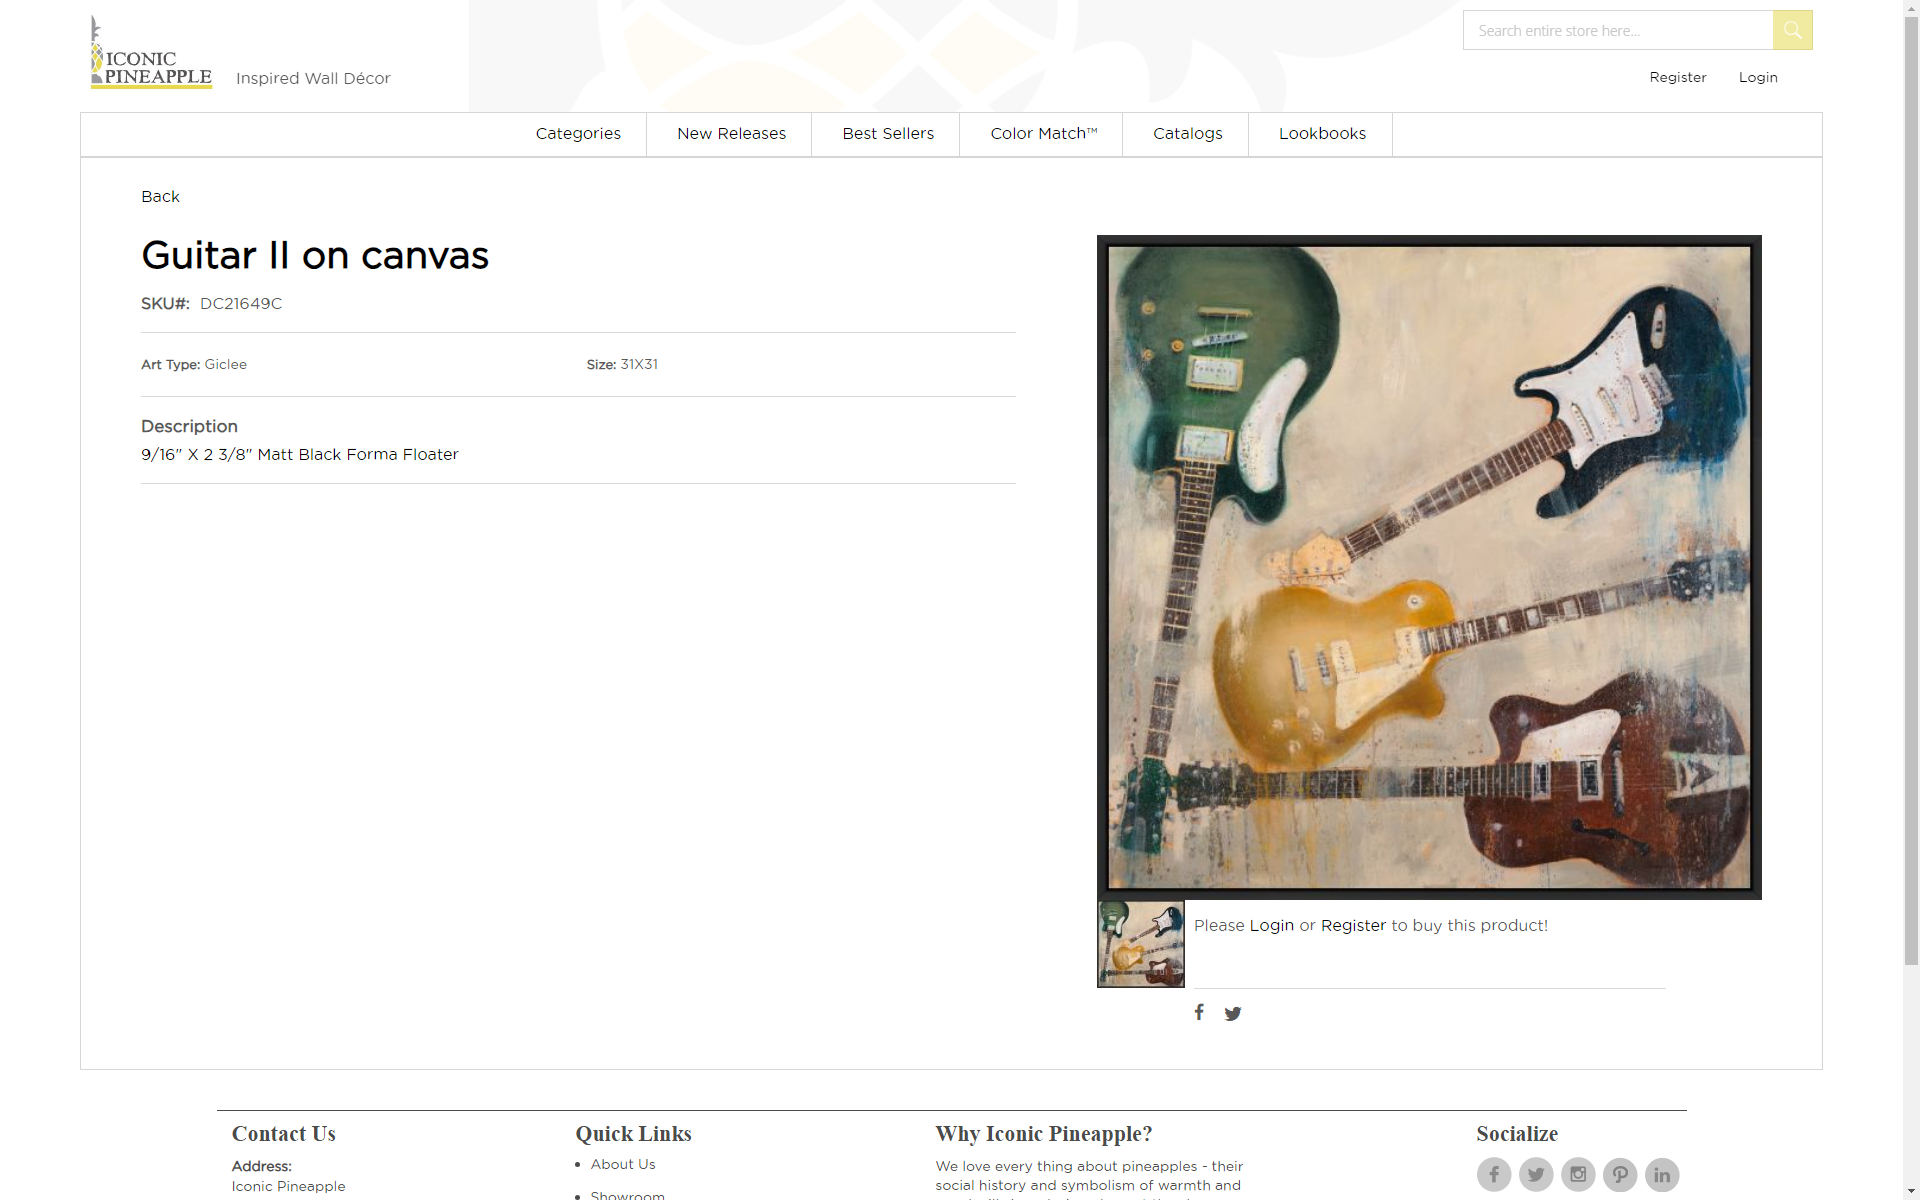 ICONIC
PINEAPPLE
Inspired Wall Décor
Search entire store here...
Register
Login
Categories
New Releases
Best Sellers
Color Match™
Catalogs
Lookbooks
Back
Guitar II on canvas
SKU#: DC21649C
Art Type: Giclee
Size: 31X31
Description
9/16" X 2 3/8" Matt Black Forma Floater
Please Login or Register to buy this product!
Contact Us
Address:
Iconic Pineapple
Quick Links
About Us
Showroom
Why Iconic Pineapple?
We love every thing about pineapples - their
social history and symbolism of warmth and
Socialize